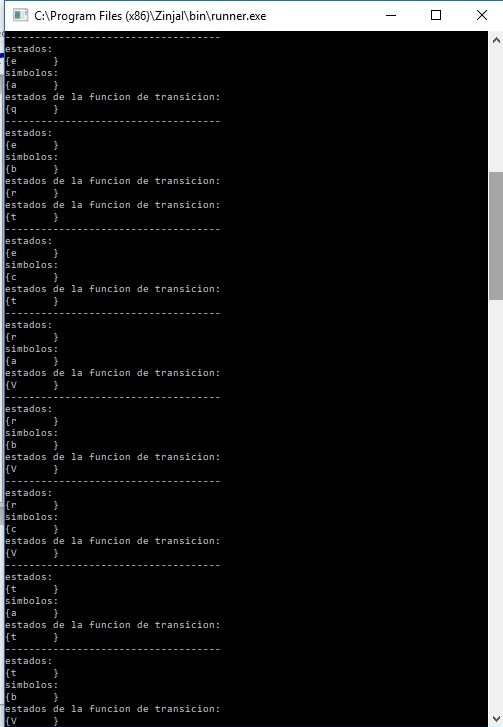 C:\Program Files (x86)\Zinjal\bin\runner.exe
------------------------------------
estados:
{e      }
simbolos:
{a      }
estados de la funcion de transicion:
{q      }
------------------------------------
estados:
{e      }
simbolos:
{b      }
estados de la funcion de transicion:
{r      }
estados de la funcion de transicion:
{t      }
------------------------------------
estados:
{e      }
simbolos:
{c      }
estados de la funcion de transicion:
{t      }
------------------------------------
estados:
{r      }
simbolos:
{a      }
estados de la funcion de transicion:
{V      }
------------------------------------
estados:
{r      }
simbolos:
{b      }
estados de la funcion de transicion:
{V      }
------------------------------------
estados:
{r      }
simbolos:
{c      }
estados de la funcion de transicion:
{V      }
------------------------------------
estados:
{t      }
simbolos:
{a      }
estados de la funcion de transicion:
{t      }
------------------------------------
estados:
{t      }
simbolos:
{b      }
estados de la funcion de transicion:
{V      }